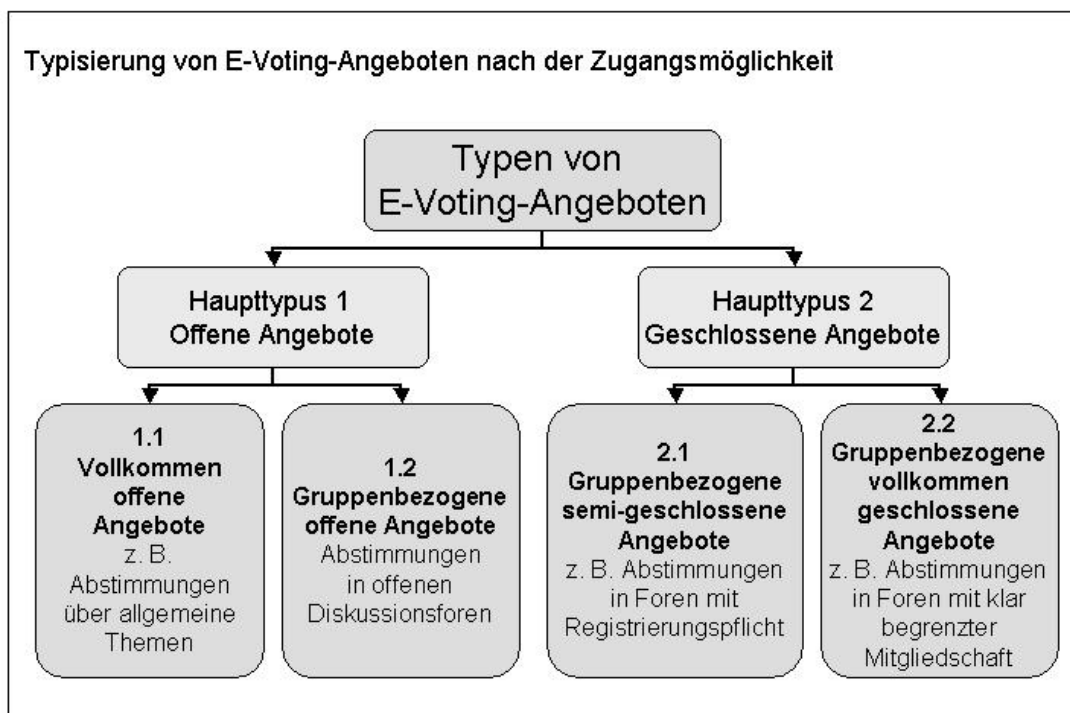 Typisierung von E-Voting-Angeboten nach der Zugangsmöglichkeit
Typen von
E-Voting-Angeboten
Haupttypus 1
Offene Angebote
Haupttypus 2
Geschlossene Angebote
1.1
Vollkommen
offene
Angebote
z. B.
Abstimmungen
über allgemeine
Themen
1.2
Gruppenbezogene
offene Angebote
Abstimmungen
in offenen
Diskussionsforen
2.1
Gruppenbezogene
semi-geschlossene
Angebote
z. B. Abstimmungen
in Foren mit
Registrierungspflicht
2.2
Gruppenbezogene
vollkommen
geschlossene
Angebote
z. B. Abstimmungen
in Foren mit klar
begrenzter
Mitgliedschaft